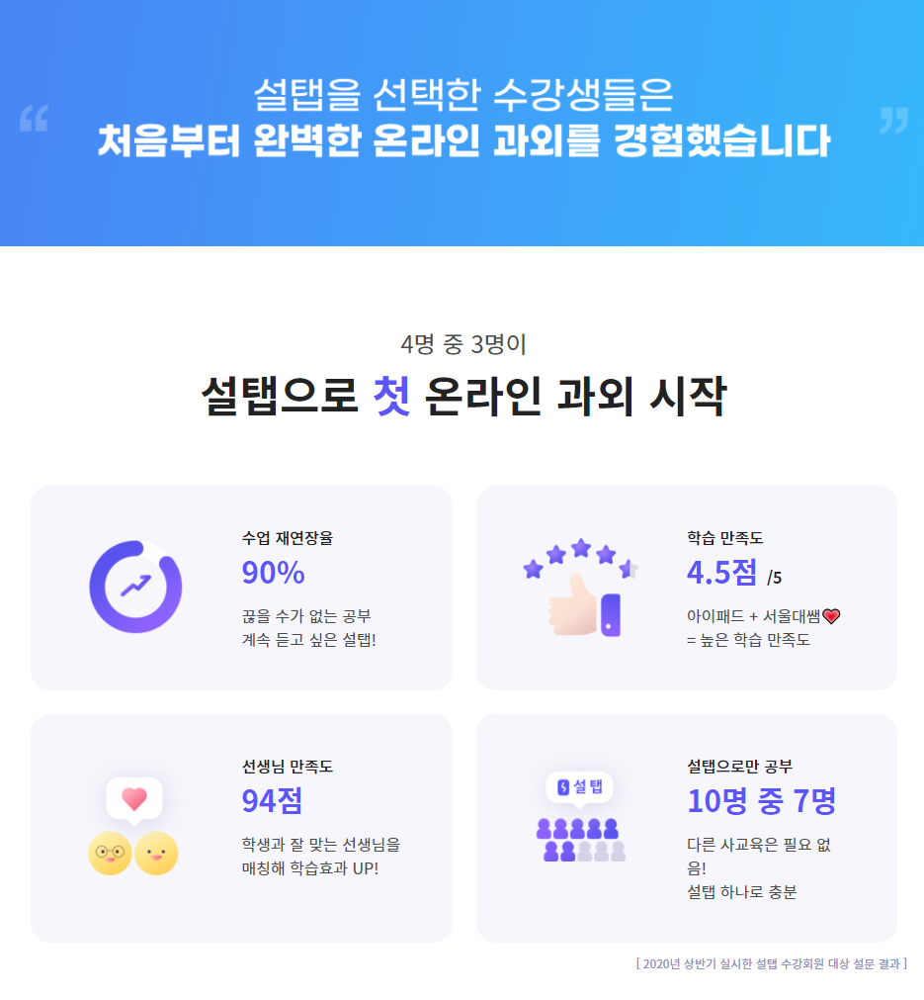 “
설탭을 선택한 수강생들은
처음부터 완벽한 온라인 과외를 경험했습니다
”
4명 중 3명이
설탭으로 첫 온라인 과외 시작
수업 재연장율
90%
끊을 수가 없는 공부
계속 듣고 싶은 설탭!
학습 만족도
4.5점 /5
아이패드 + 서울대쌤💗
= 높은 학습 만족도
선생님 만족도
94점
학생과 잘 맞는 선생님을
매칭해 학습효과 UP!
설탭
설탭으로만 공부
10명 중 7명
다른 사교육은 필요 없
음!
설탭 하나로 충분
[ 2020년 상반기 실시한 설탭 수강회원 대상 설문 결과 ]